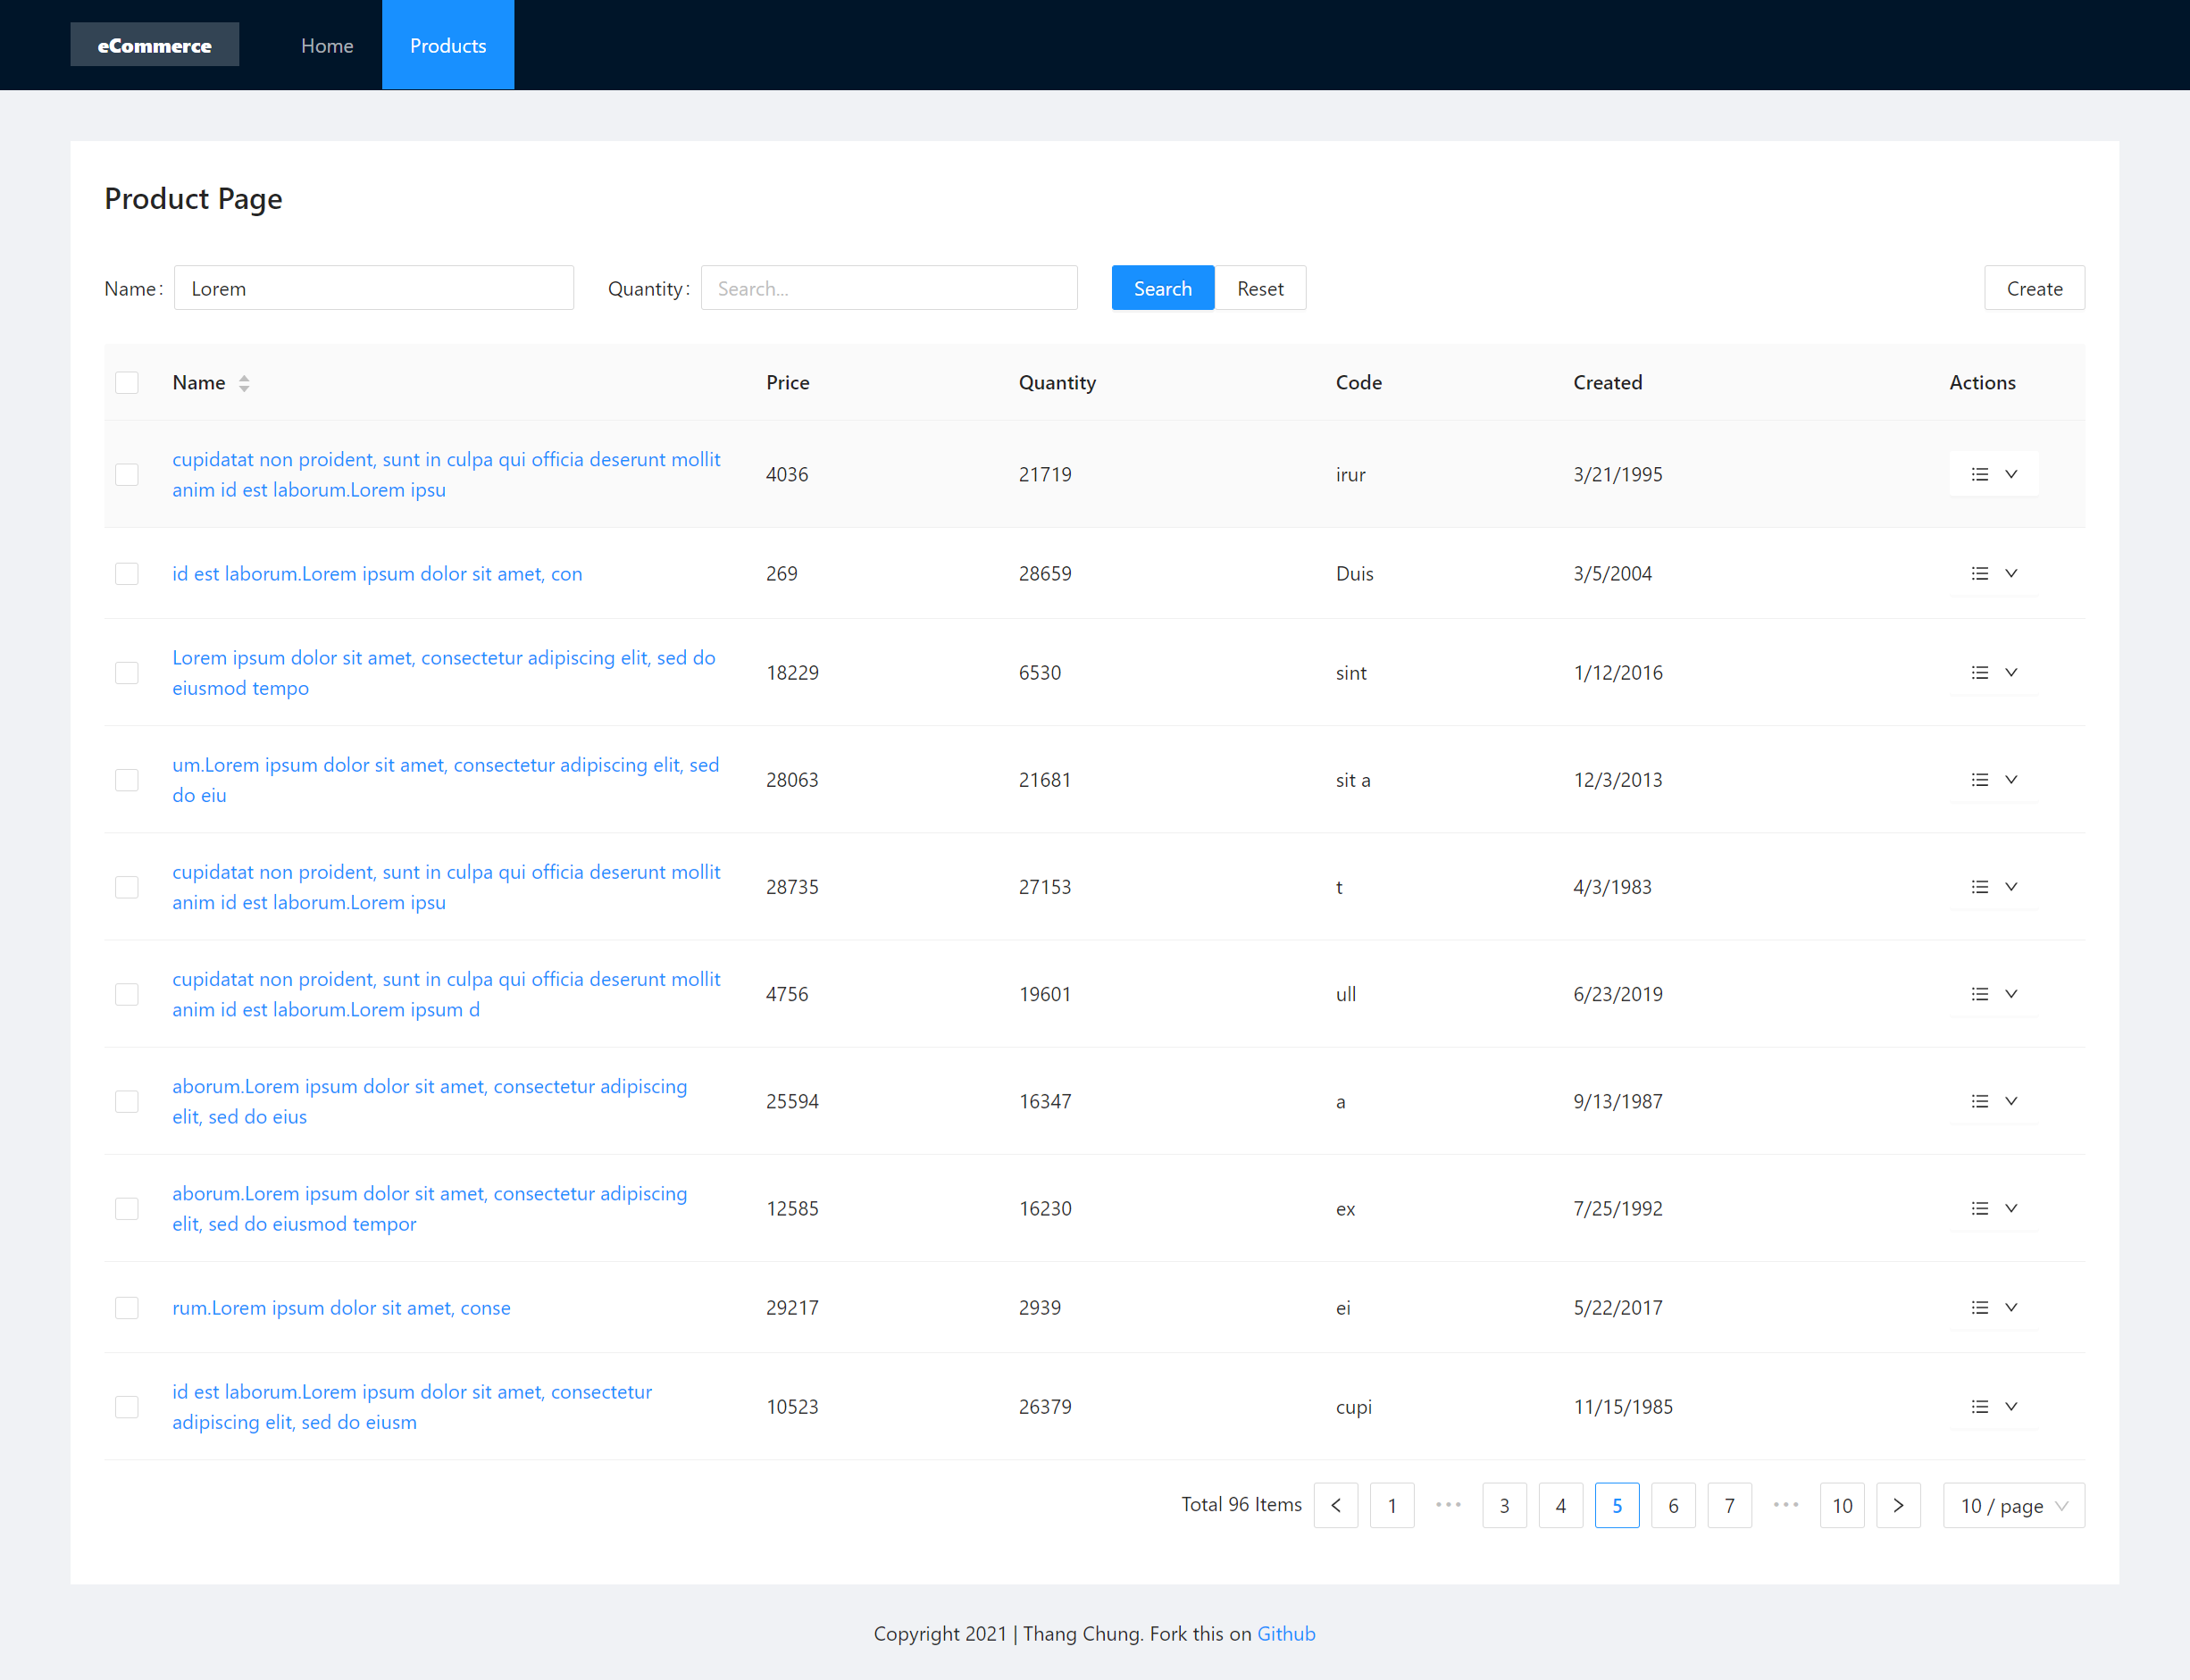 eCommerce Home Products
Product Page
Name: Lorem Quantity: Search... Search Reset Create
Name Price Quantity Code Created Actions
cupidatat non proident, sunt in culpa qui officia deserunt mollit
anim id est laborum.Lorem ipsu
4036 21719 irur 3/21/1995
id est laborum.Lorem ipsum dolor sit amet, con 269 28659 Duis 3/5/2004
Lorem ipsum dolor sit amet, consectetur adipiscing elit, sed do
eiusmod tempo
18229 6530 sint 1/12/2016
um.Lorem ipsum dolor sit amet, consectetur adipiscing elit, sed
do eiu
28063 21681 sit a 12/3/2013
cupidatat non proident, sunt in culpa qui officia deserunt mollit
anim id est laborum.Lorem ipsu
28735 27153 t 4/3/1983
cupidatat non proident, sunt in culpa qui officia deserunt mollit
anim id est laborum.Lorem ipsum d
4756 19601 ull 6/23/2019
aborum.Lorem ipsum dolor sit amet, consectetur adipiscing
elit, sed do eius
25594 16347 a 9/13/1987
aborum.Lorem ipsum dolor sit amet, consectetur adipiscing
elit, sed do eiusmod tempor
12585 16230 ex 7/25/1992
rum.Lorem ipsum dolor sit amet, conse 29217 2939 ei 5/22/2017
id est laborum.Lorem ipsum dolor sit amet, consectetur
adipiscing elit, sed do eiusm
10523 26379 cupi 11/15/1985
Total 96 Items < 1 ••• 3 4 5 6 7 ••• 10 > 10 / page
Copyright 2021 | Thang Chung. Fork this on Github